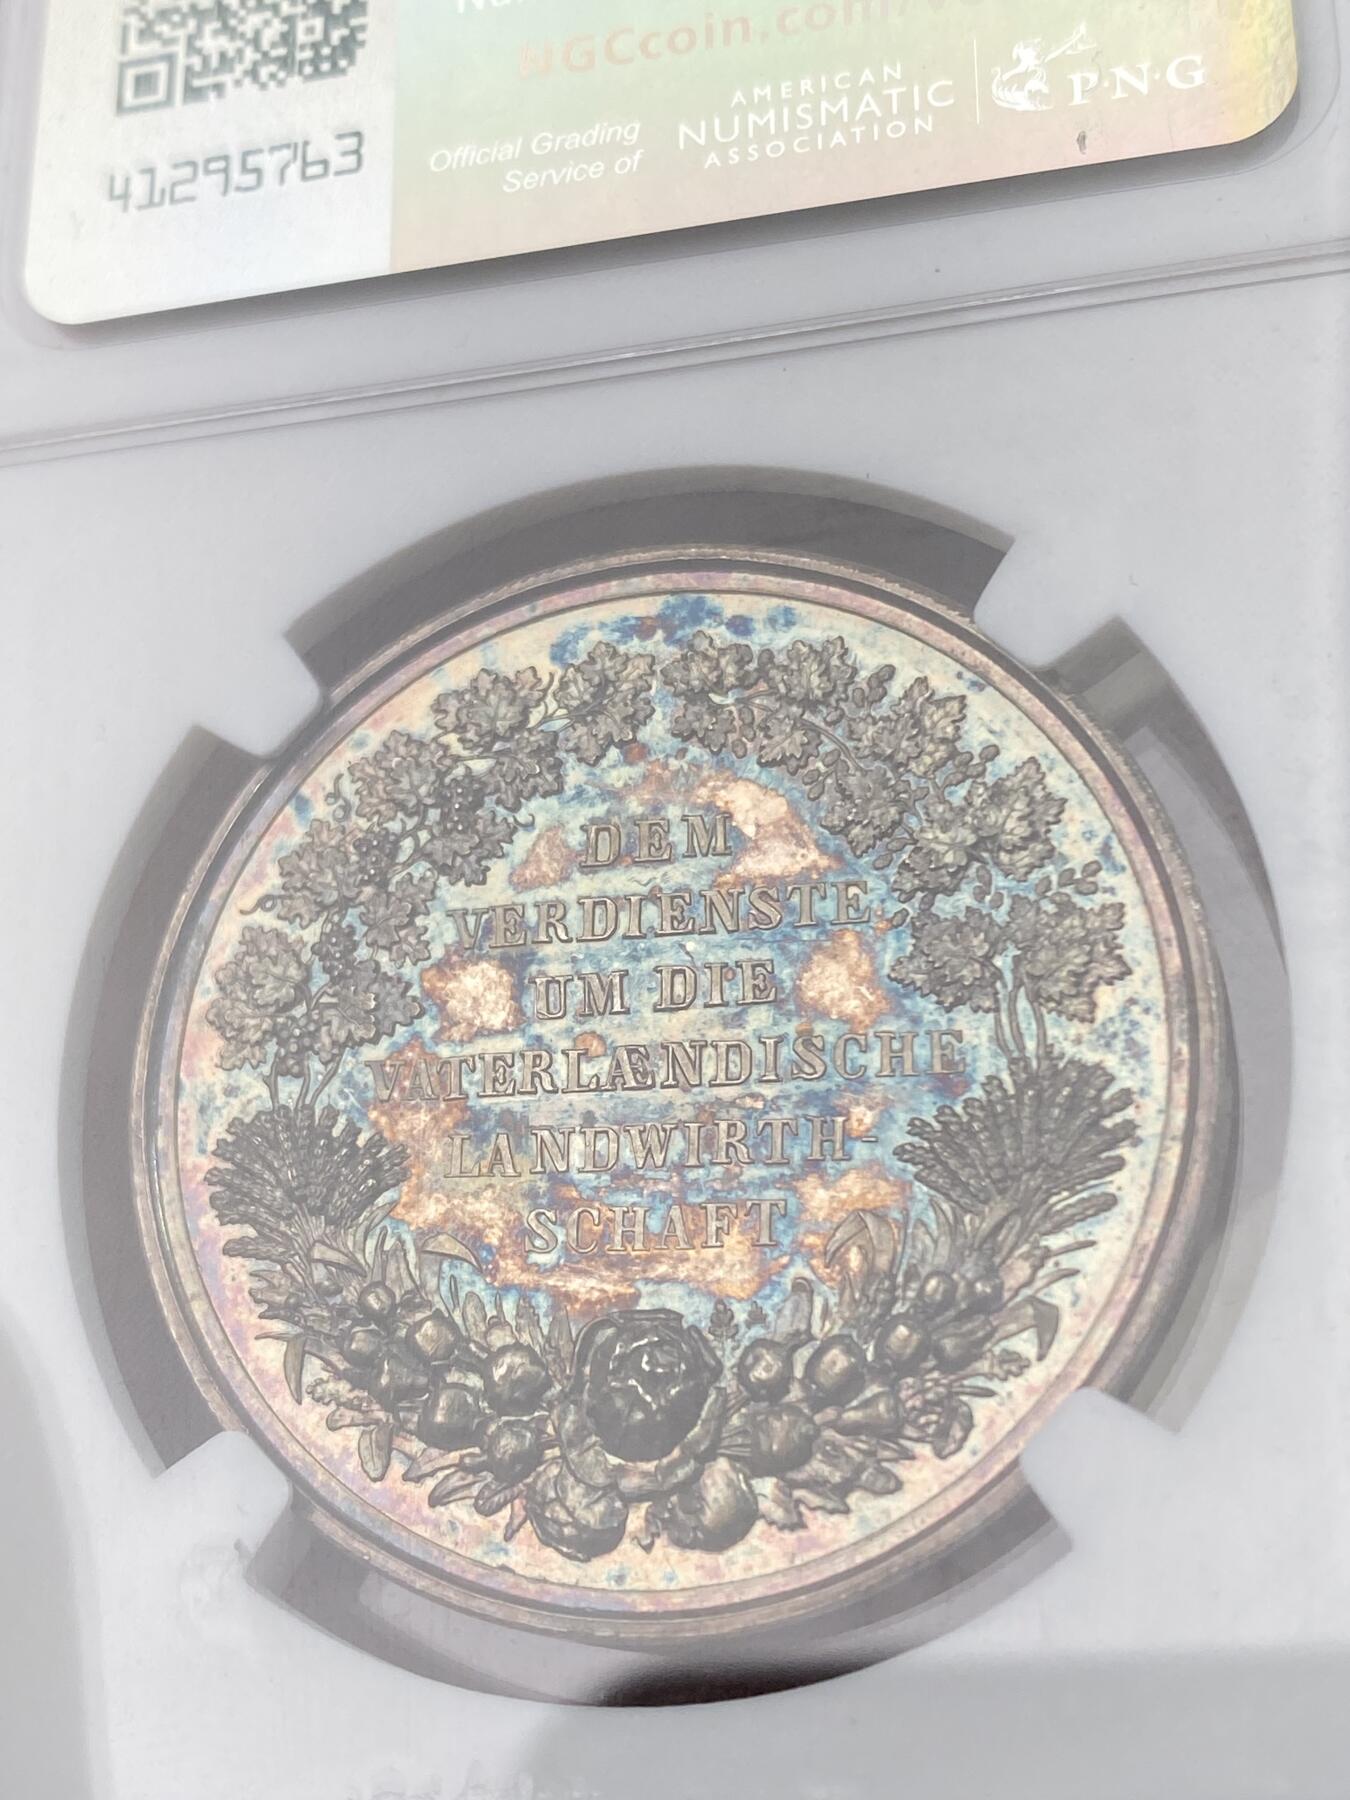 NGCcoin.com/
41295763
Official Grading
Service of
AMERICAN
NUMISMATIC
ASSOCIATION
P·N·G
DEM
VERDIENSTE
UM DIE
VATERLÆNDISCHE
LANDWIRTH-
SCHAFT